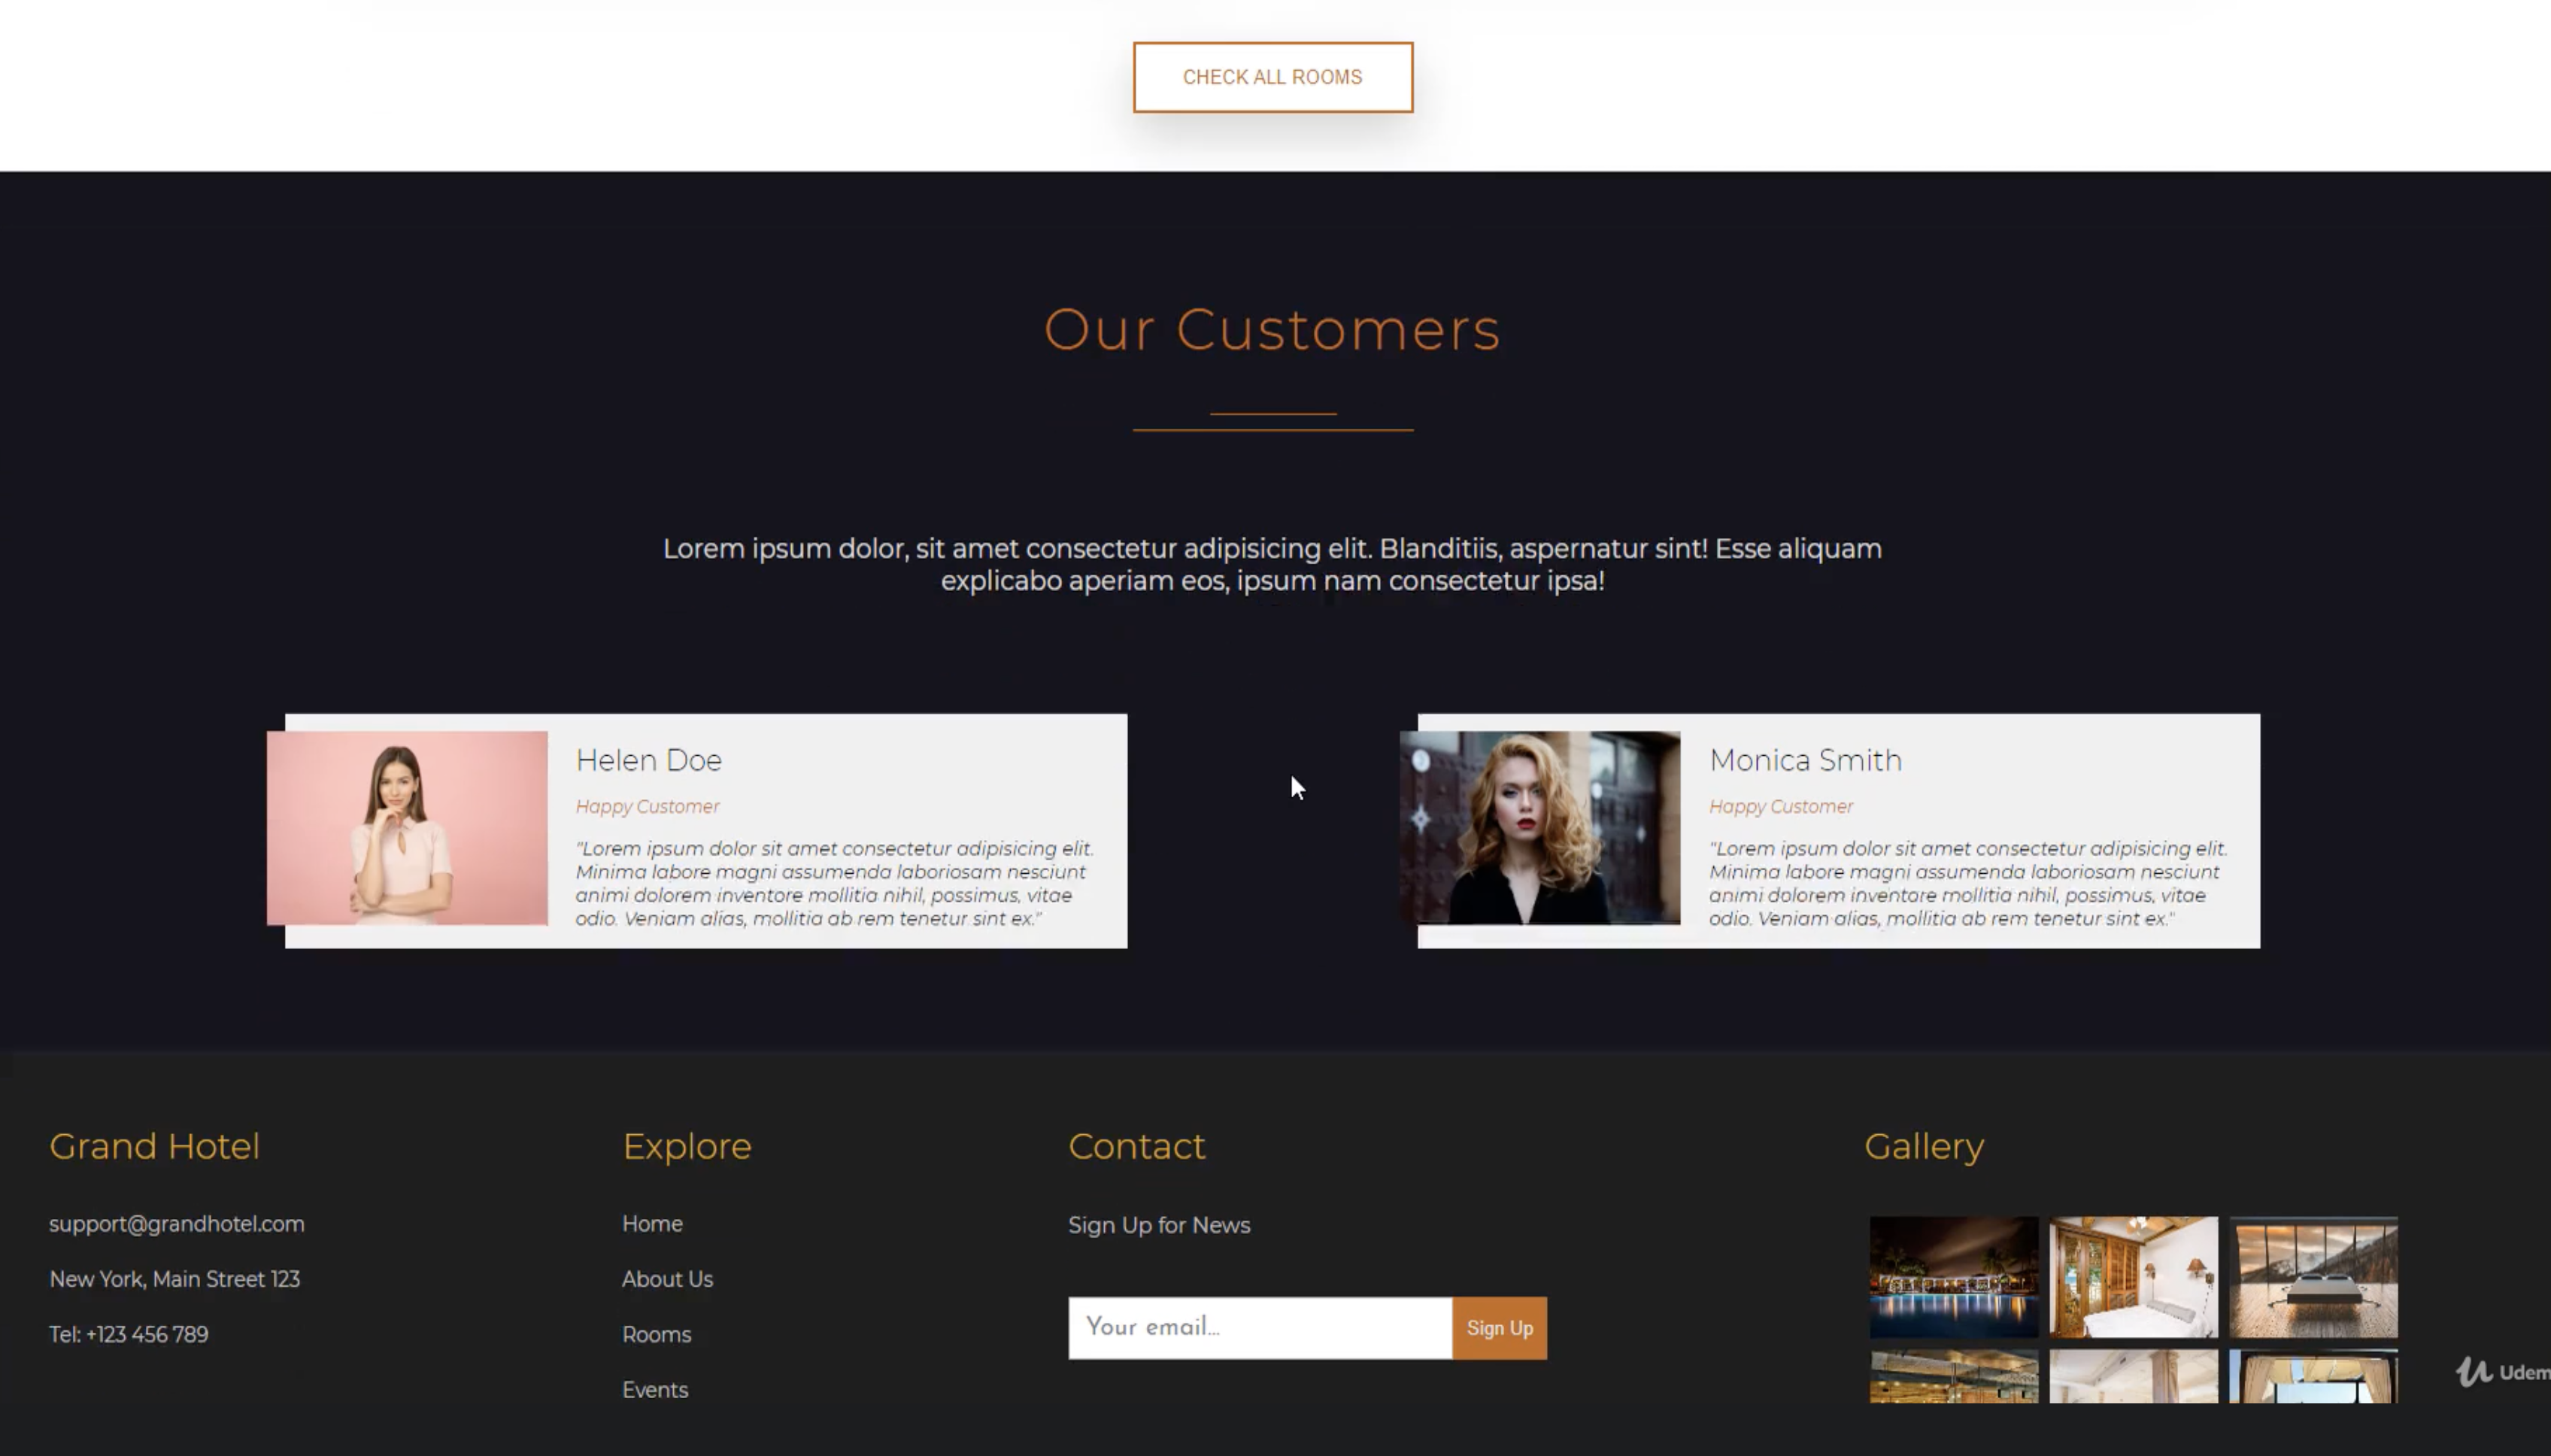 CHECK ALL ROOMS
Our Customers
Lorem ipsum dolor, sit amet consectetur adipisicing elit. Blanditiis, aspernatur sint! Esse aliquam
explicabo aperiam eos, ipsum nam consectetur ipsa!
Helen Doe
Happy Customer
"Lorem ipsum dolor sit amet consectetur adipisicing elit.
Minima labore magni assumenda laboriosam nesciunt
animi dolorem inventore mollitia nihil, possimus, vitae
odio. Veniam alias, mollitia ab rem tenetur sint ex."
Monica Smith
Happy Customer
"Lorem ipsum dolor sit amet consectetur adipisicing elit.
Minima labore magni assumenda laboriosam nesciunt
animi dolorem inventore mollitia nihil, possimus, vitae
odio. Veniam alias, mollitia ab rem tenetur sint ex."
Grand Hotel
support@grandhotel.com
New York, Main Street 123
Tel: +123 456 789
Explore
Home
About Us
Rooms
Events
Contact
Sign Up for News
Your email...
Sign Up
Gallery
Udem